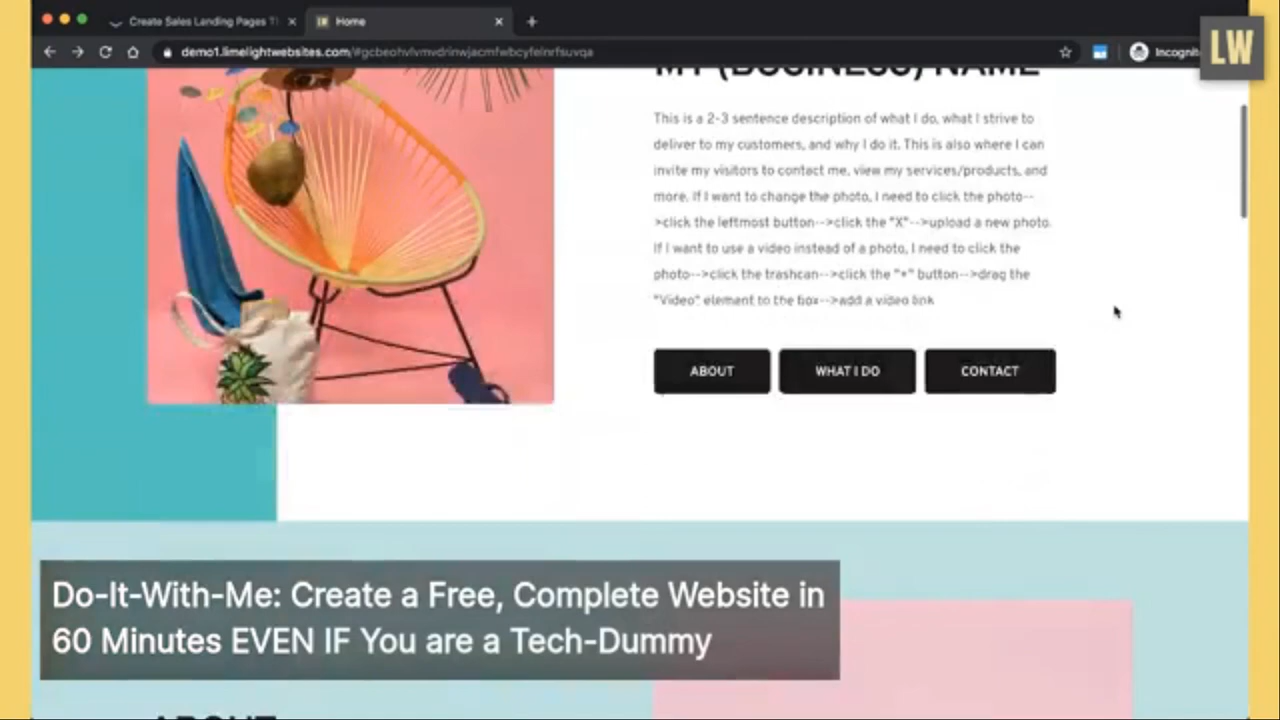 Create Sales Landing Pages T
Home
LW
demo1.limelightwebsites.com/#gcbeohvlvmvdrinwjacmfwbcyfelnrfsuvqa
Incognit
MY (BUSINESS) NAME
This is a 2-3 sentence description of what I do, what I strive to
deliver to my customers, and why I do it. This is also where I can
invite my visitors to contact me, view my services/products, and
more. If I want to change the photo, I need to click the photo--
>click the leftmost button-->click the "X"-->upload a new photo.
If I want to use a video instead of a photo, I need to click the
photo-->click the trashcan-->click the "+" button-->drag the
"Video" element to the box-->add a video link
ABOUT WHAT I DO CONTACT
Do-It-With-Me: Create a Free, Complete Website in
60 Minutes EVEN IF You are a Tech-Dummy
ABOUT